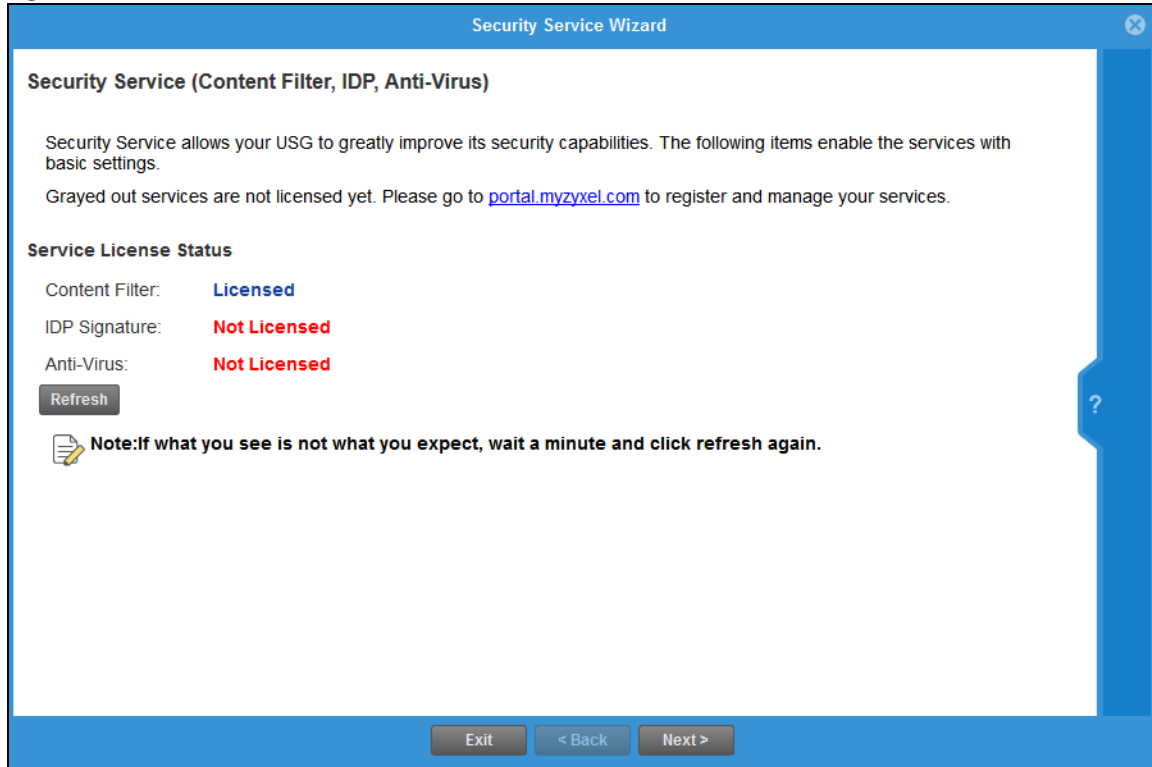 Security Service Wizard
Security Service (Content Filter, IDP, Anti-Virus)
Security Service allows your USG to greatly improve its security capabilities. The following items enable the services with
basic settings.
Grayed out services are not licensed yet. Please go to portal.myzyxel.com to register and manage your services.
Service License Status
Content Filter: Licensed
IDP Signature: Not Licensed
Anti-Virus: Not Licensed
Refresh
?
Note:If what you see is not what you expect, wait a minute and click refresh again.
Exit < Back Next >